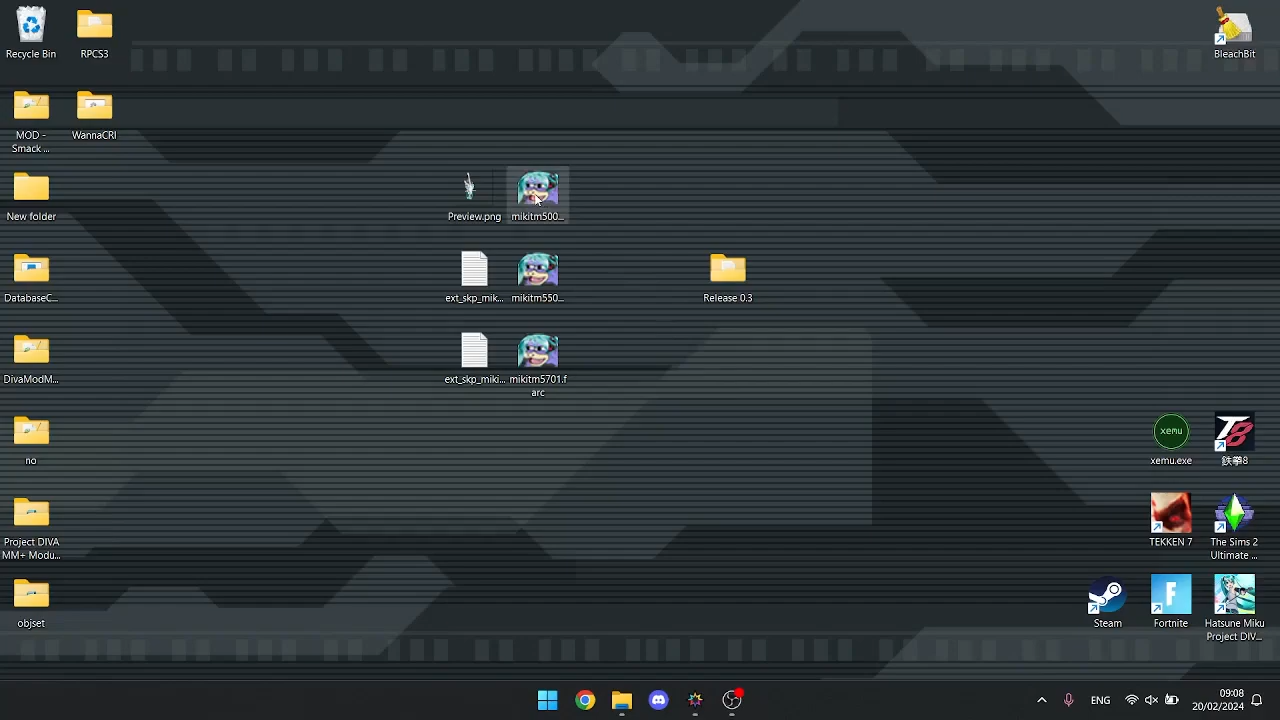 Recycle Bin
RPCS3
BleachBit
MOD -
Smack ...
WannaCRI
New folder
Preview.png
mikitm500...
DatabaseC...
ext_skp_mik...
mikitm550...
Release 0.3
DivaModM...
ext_skp_miki...
mikitm5701.f
arc
no
xemu
xemu.exe
T8
鉄拳8
Project DIVA
MM+ Modu...
TEKKEN 7
The Sims 2
Ultimate ...
objset
Steam
F
Fortnite
Hatsune Miku
Project DIV...
ENG
09:08
20/02/2024